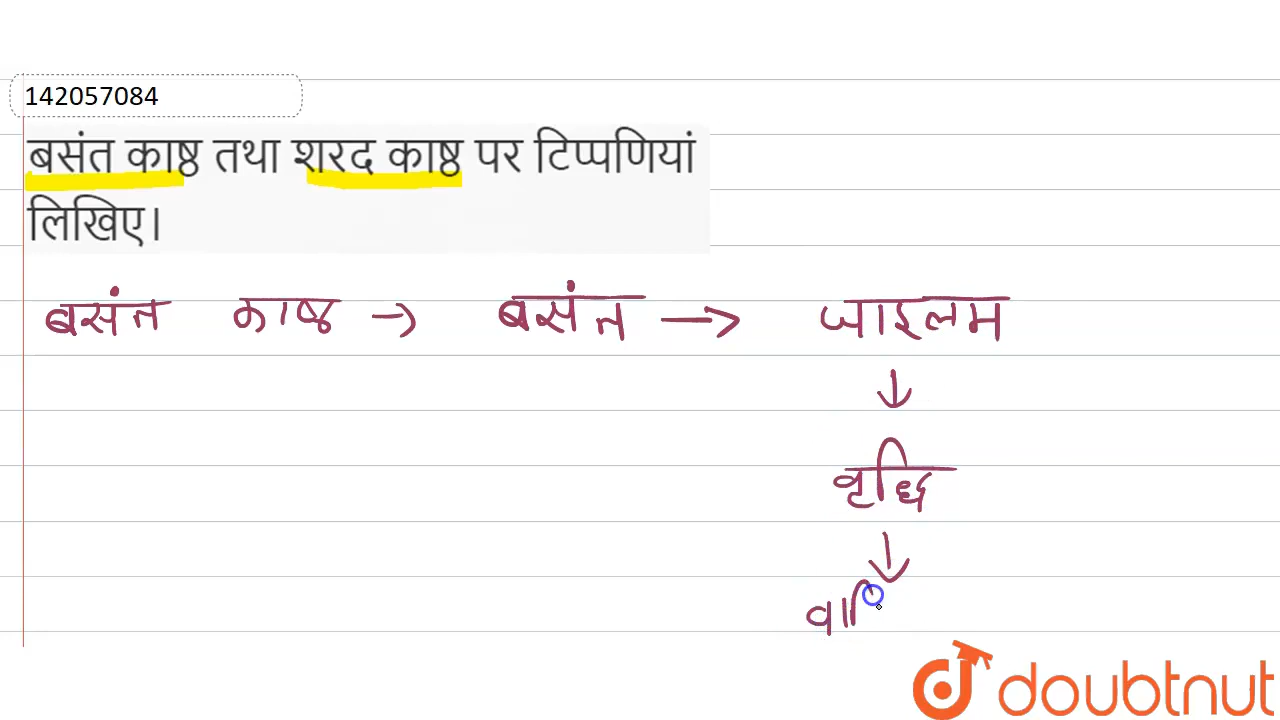 142057084
बसंत काष्ठ तथा शरद काष्ठ पर टिप्पणियां
लिखिए।
बसंत काष्ठ → बसंत → जाइलम
↓
वृद्धि
↓
doubtnut